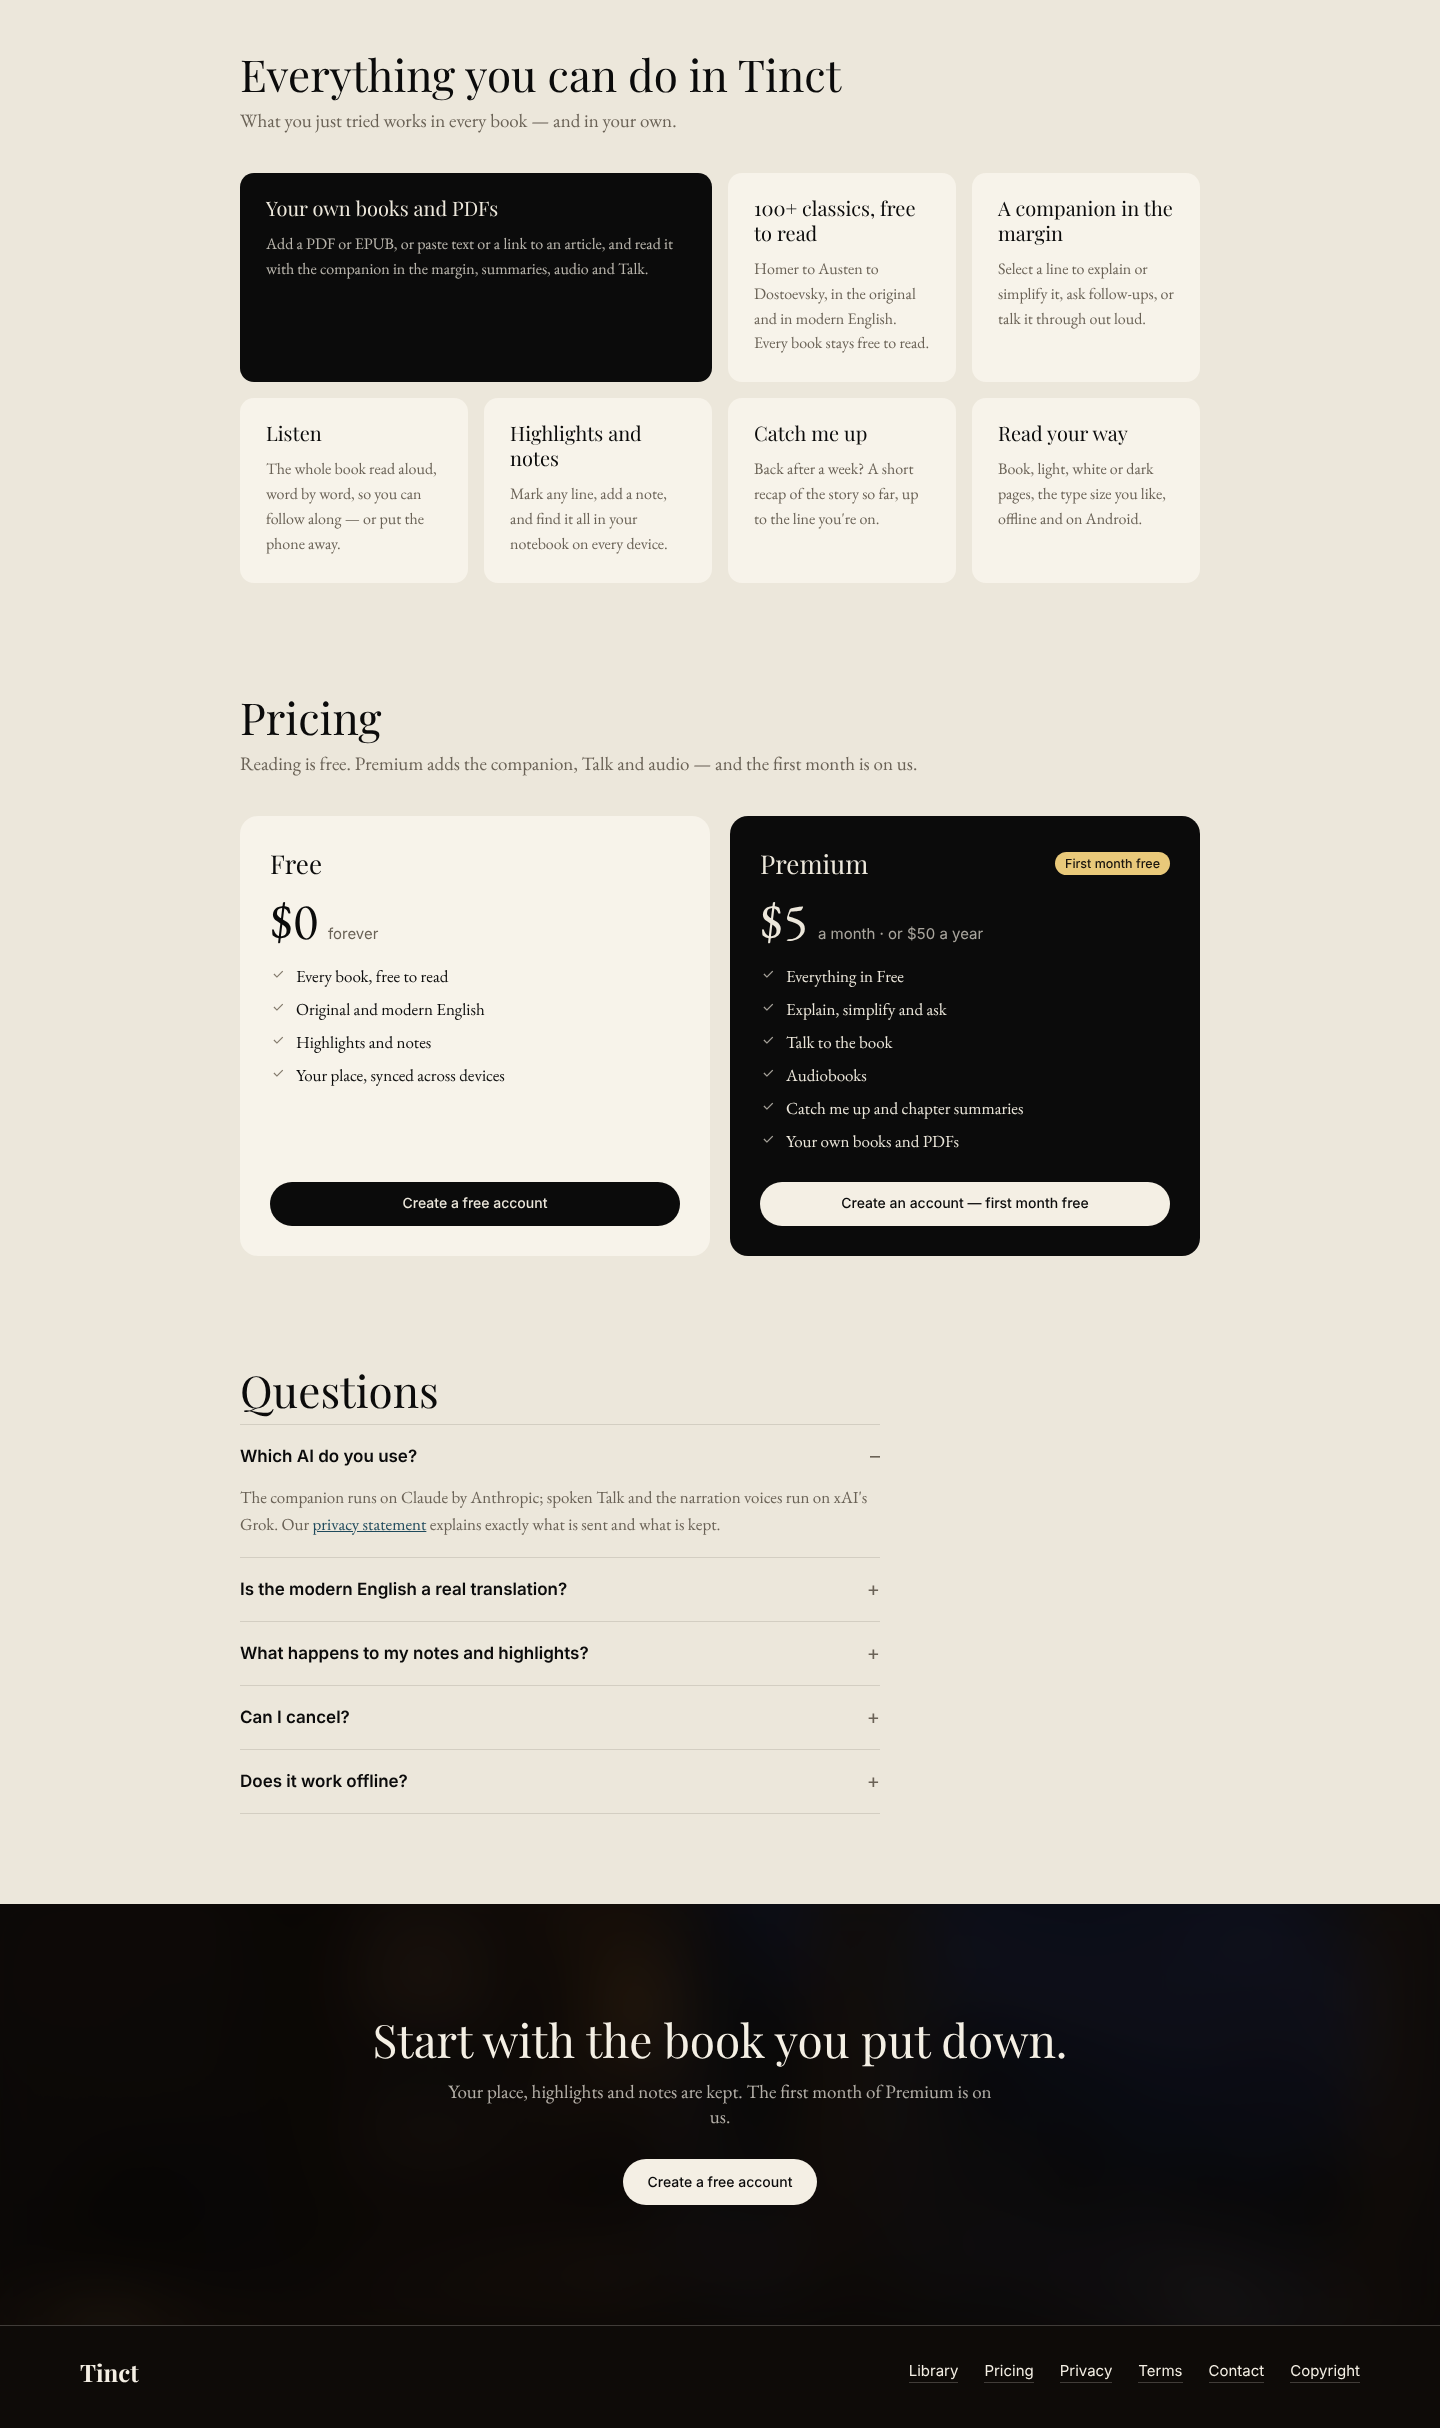 Everything you can do in Tinct
What you just tried works in every book — and in your own.
Your own books and PDFs
Add a PDF or EPUB, or paste text or a link to an article, and read it
with the companion in the margin, summaries, audio and Talk.
100+ classics, free
to read
Homer to Austen to
Dostoevsky, in the original
and in modern English.
Every book stays free to read.
A companion in the
margin
Select a line to explain or
simplify it, ask follow-ups, or
talk it through out loud.
Listen
The whole book read aloud,
word by word, so you can
follow along — or put the
phone away.
Highlights and
notes
Mark any line, add a note,
and find it all in your
notebook on every device.
Catch me up
Back after a week? A short
recap of the story so far, up
to the line you're on.
Read your way
Book, light, white or dark
pages, the type size you like,
offline and on Android.
Pricing
Reading is free. Premium adds the companion, Talk and audio — and the first month is on us.
Free
$0 forever
Every book, free to read
Original and modern English
Highlights and notes
Your place, synced across devices
Create a free account
Premium
First month free
$5 a month · or $50 a year
Everything in Free
Explain, simplify and ask
Talk to the book
Audiobooks
Catch me up and chapter summaries
Your own books and PDFs
Create an account — first month free
Questions
Which AI do you use? –
The companion runs on Claude by Anthropic; spoken Talk and the narration voices run on xAI's
Grok. Our privacy statement explains exactly what is sent and what is kept.
Is the modern English a real translation? +
What happens to my notes and highlights? +
Can I cancel? +
Does it work offline? +
Start with the book you put down.
Your place, highlights and notes are kept. The first month of Premium is on
us.
Create a free account
Tinct
Library Pricing Privacy Terms Contact Copyright